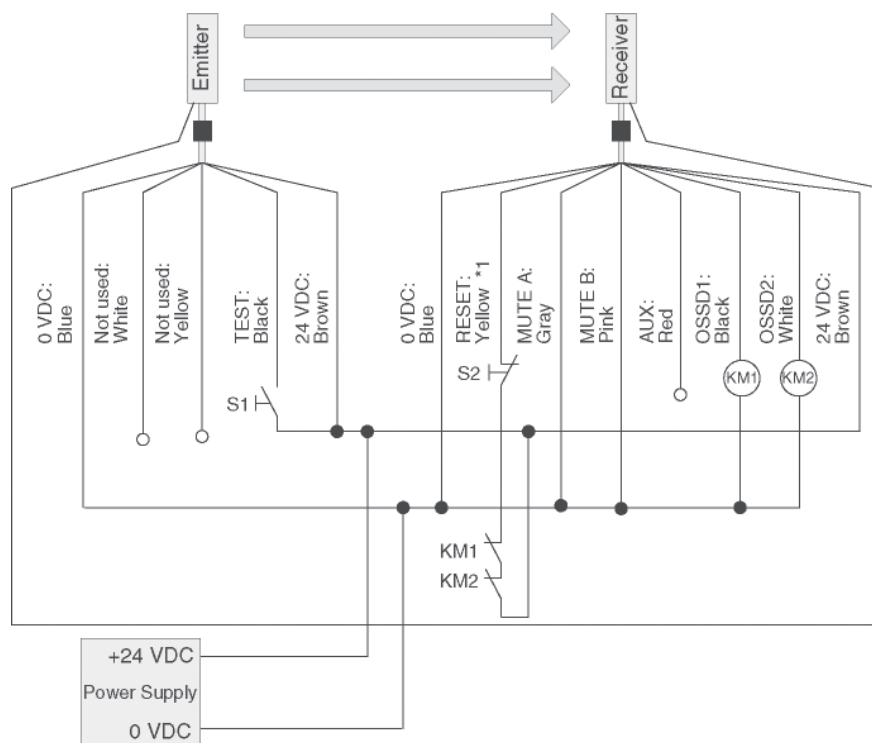 Emitter
Receiver
0 VDC:
Blue
Not used:
White
Not used:
Yellow
TEST:
Black
24 VDC:
Brown
0 VDC:
Blue
RESET:
Yellow *1
MUTE A:
Gray
MUTE B:
Pink
AUX:
Red
OSSD1:
Black
OSSD2:
White
24 VDC:
Brown
S1
S2
KM1
KM2
KM1
KM2
+24 VDC
Power Supply
0 VDC